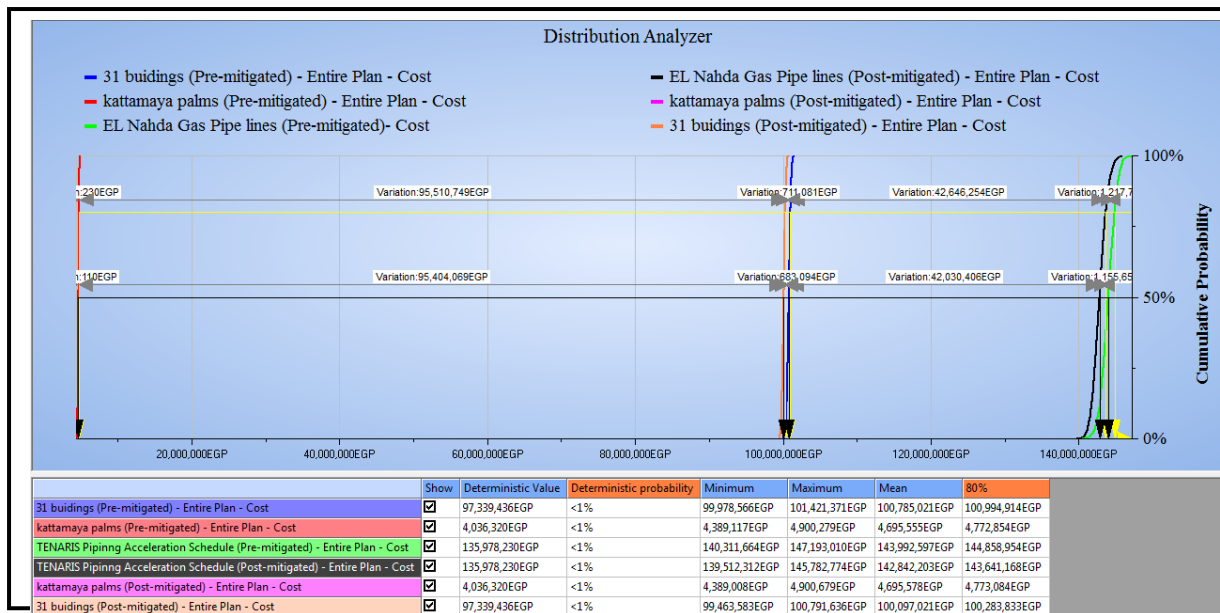 Distribution Analyzer
31 buidings (Pre-mitigated) - Entire Plan - Cost
EL Nahda Gas Pipe lines (Post-mitigated) - Entire Plan - Cost
kattamaya palms (Pre-mitigated) - Entire Plan - Cost
kattamaya palms (Post-mitigated) - Entire Plan - Cost
EL Nahda Gas Pipe lines (Pre-mitigated)- Cost
31 buidings (Post-mitigated) - Entire Plan - Cost
100%
n:230EGP Variation:95,510,749EGP Variation:711,081EGP Variation:42,646,254EGP Variation:1,217,7
n:110EGP Variation:95,404,069EGP Variation:683,094EGP Variation:42,030,406EGP Variation:1,155,65
50%
Cumulative Probability
0%
20,000,000EGP 40,000,000EGP 60,000,000EGP 80,000,000EGP 100,000,000EGP 120,000,000EGP 140,000,000EGP
Show Deterministic Value Deterministic probability Minimum Maximum Mean 80%
31 buidings (Pre-mitigated) - Entire Plan - Cost 97,339,436EGP <1% 99,978,566EGP 101,421,371EGP 100,785,021EGP 100,994,914EGP
kattamaya palms (Pre-mitigated) - Entire Plan - Cost 4,036,320EGP <1% 4,389,117EGP 4,900,279EGP 4,695,555EGP 4,772,854EGP
TENARIS Pipinng Acceleration Schedule (Pre-mitigated) - Entire Plan - Cost 135,978,230EGP <1% 140,311,664EGP 147,193,010EGP 143,992,597EGP 144,858,954EGP
TENARIS Pipinng Acceleration Schedule (Post-mitigated) - Entire Plan - Cost 135,978,230EGP <1% 139,512,312EGP 145,782,774EGP 142,842,203EGP 143,641,168EGP
kattamaya palms (Post-mitigated) - Entire Plan - Cost 4,036,320EGP <1% 4,389,008EGP 4,900,679EGP 4,695,578EGP 4,773,084EGP
31 buidings (Post-mitigated) - Entire Plan - Cost 97,339,436EGP <1% 99,463,583EGP 100,791,636EGP 100,097,021EGP 100,283,833EGP